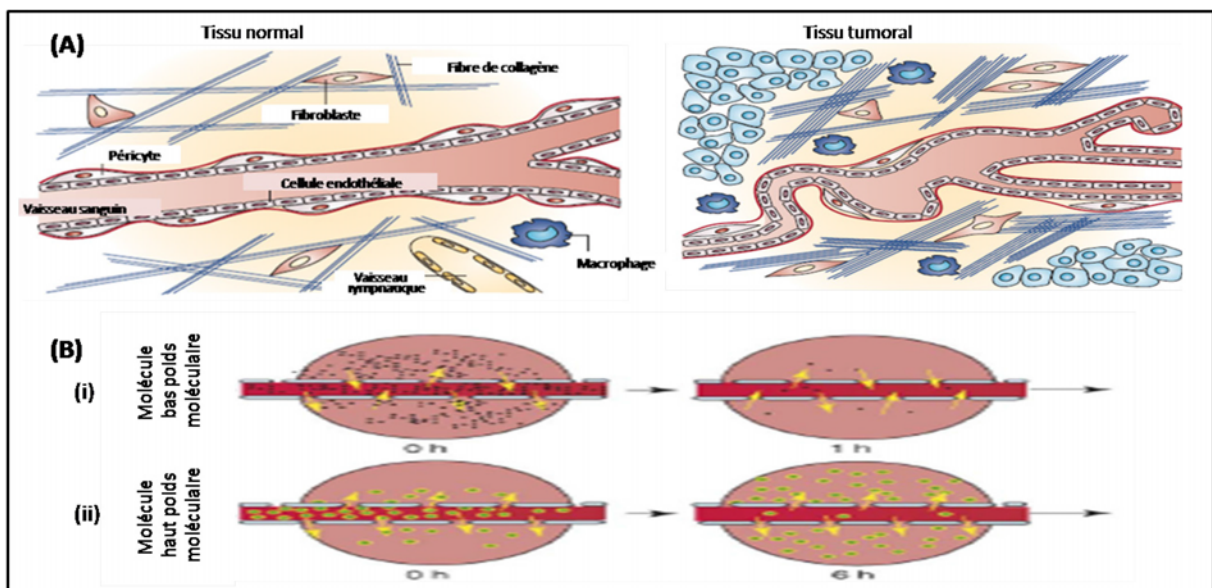 (A)
Tissu normal
Tissu tumoral
Fibre de collagène
Fibroblaste
Péricyte
Cellule endothéliale
Vaisseau sanguin
Macrophage
Vaisseau
lymphatique
(B)
(i)
Molécule
bas poids
moléculaire
0 h
1 h
(ii)
Molécule
haut poids
moléculaire
0 h
6 h